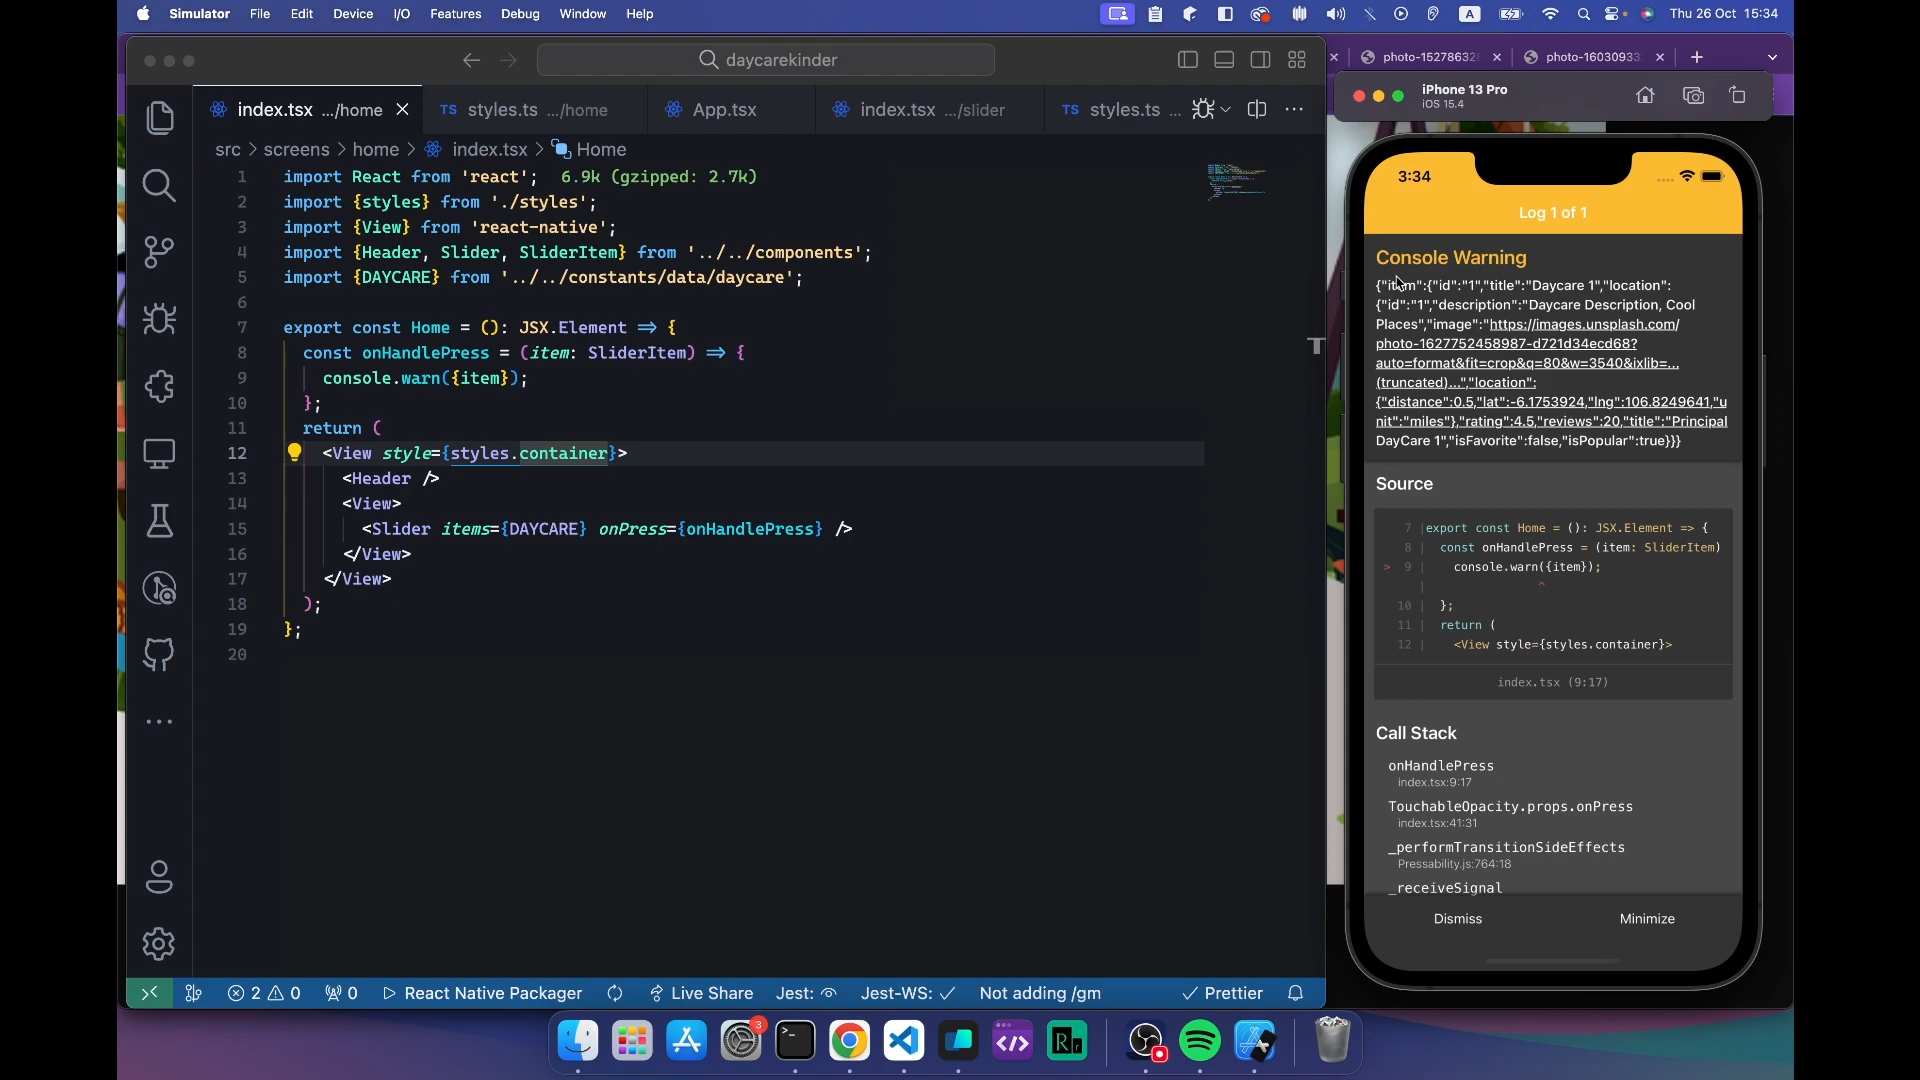 Simulator File Edit Device I/O Features Debug Window Help
A
Thu 26 Oct 15:34
daycarekinder
photo-152786328
photo-160309333
index.tsx .../home
TS styles.ts .../home
App.tsx
index.tsx .../slider
TS styles.ts ...
src > screens > home > index.tsx > Home
1 import React from 'react'; 6.9k (gzipped: 2.7k)
2 import {styles} from './styles';
3 import {View} from 'react-native';
4 import {Header, Slider, SliderItem} from '../../components';
5 import {DAYCARE} from '../../constants/data/daycare';
6
7 export const Home = (): JSX.Element => {
8 const onHandlePress = (item: SliderItem) => {
9 console.warn({item});
10 };
11 return (
12 <View style={styles.container}>
13 <Header />
14 <View>
15 <Slider items={DAYCARE} onPress={onHandlePress} />
16 </View>
17 </View>
18 );
19 };
20
2 0
0
React Native Packager
Live Share
Jest:
Jest-WS:
Not adding /gm
Prettier
iPhone 13 Pro
iOS 15.4
3:34
Log 1 of 1
Console Warning
{"item":{"id":"1","title":"Daycare 1","location":
{"id":"1","description":"Daycare Description, Cool
Places","image":"https://images.unsplash.com/
photo-1627752458987-d721d34ecd68?
auto=format&fit=crop&q=80&w=3540&ixlib=...
(truncated)...","location":
{"distance":0.5,"lat":-6.1753924,"lng":106.8249641,"u
nit":"miles"},"rating":4.5,"reviews":20,"title":"Principal
DayCare 1","isFavorite":false,"isPopular":true}}}
Source
7 |export const Home = (): JSX.Element => {
8 | const onHandlePress = (item: SliderItem)
> 9 | console.warn({item});
| ^
10 | };
11 | return (
12 | <View style={styles.container}>
index.tsx (9:17)
Call Stack
onHandlePress
index.tsx:9:17
TouchableOpacity.props.onPress
index.tsx:41:31
_performTransitionSideEffects
Pressability.js:764:18
_receiveSignal
Dismiss
Minimize
3